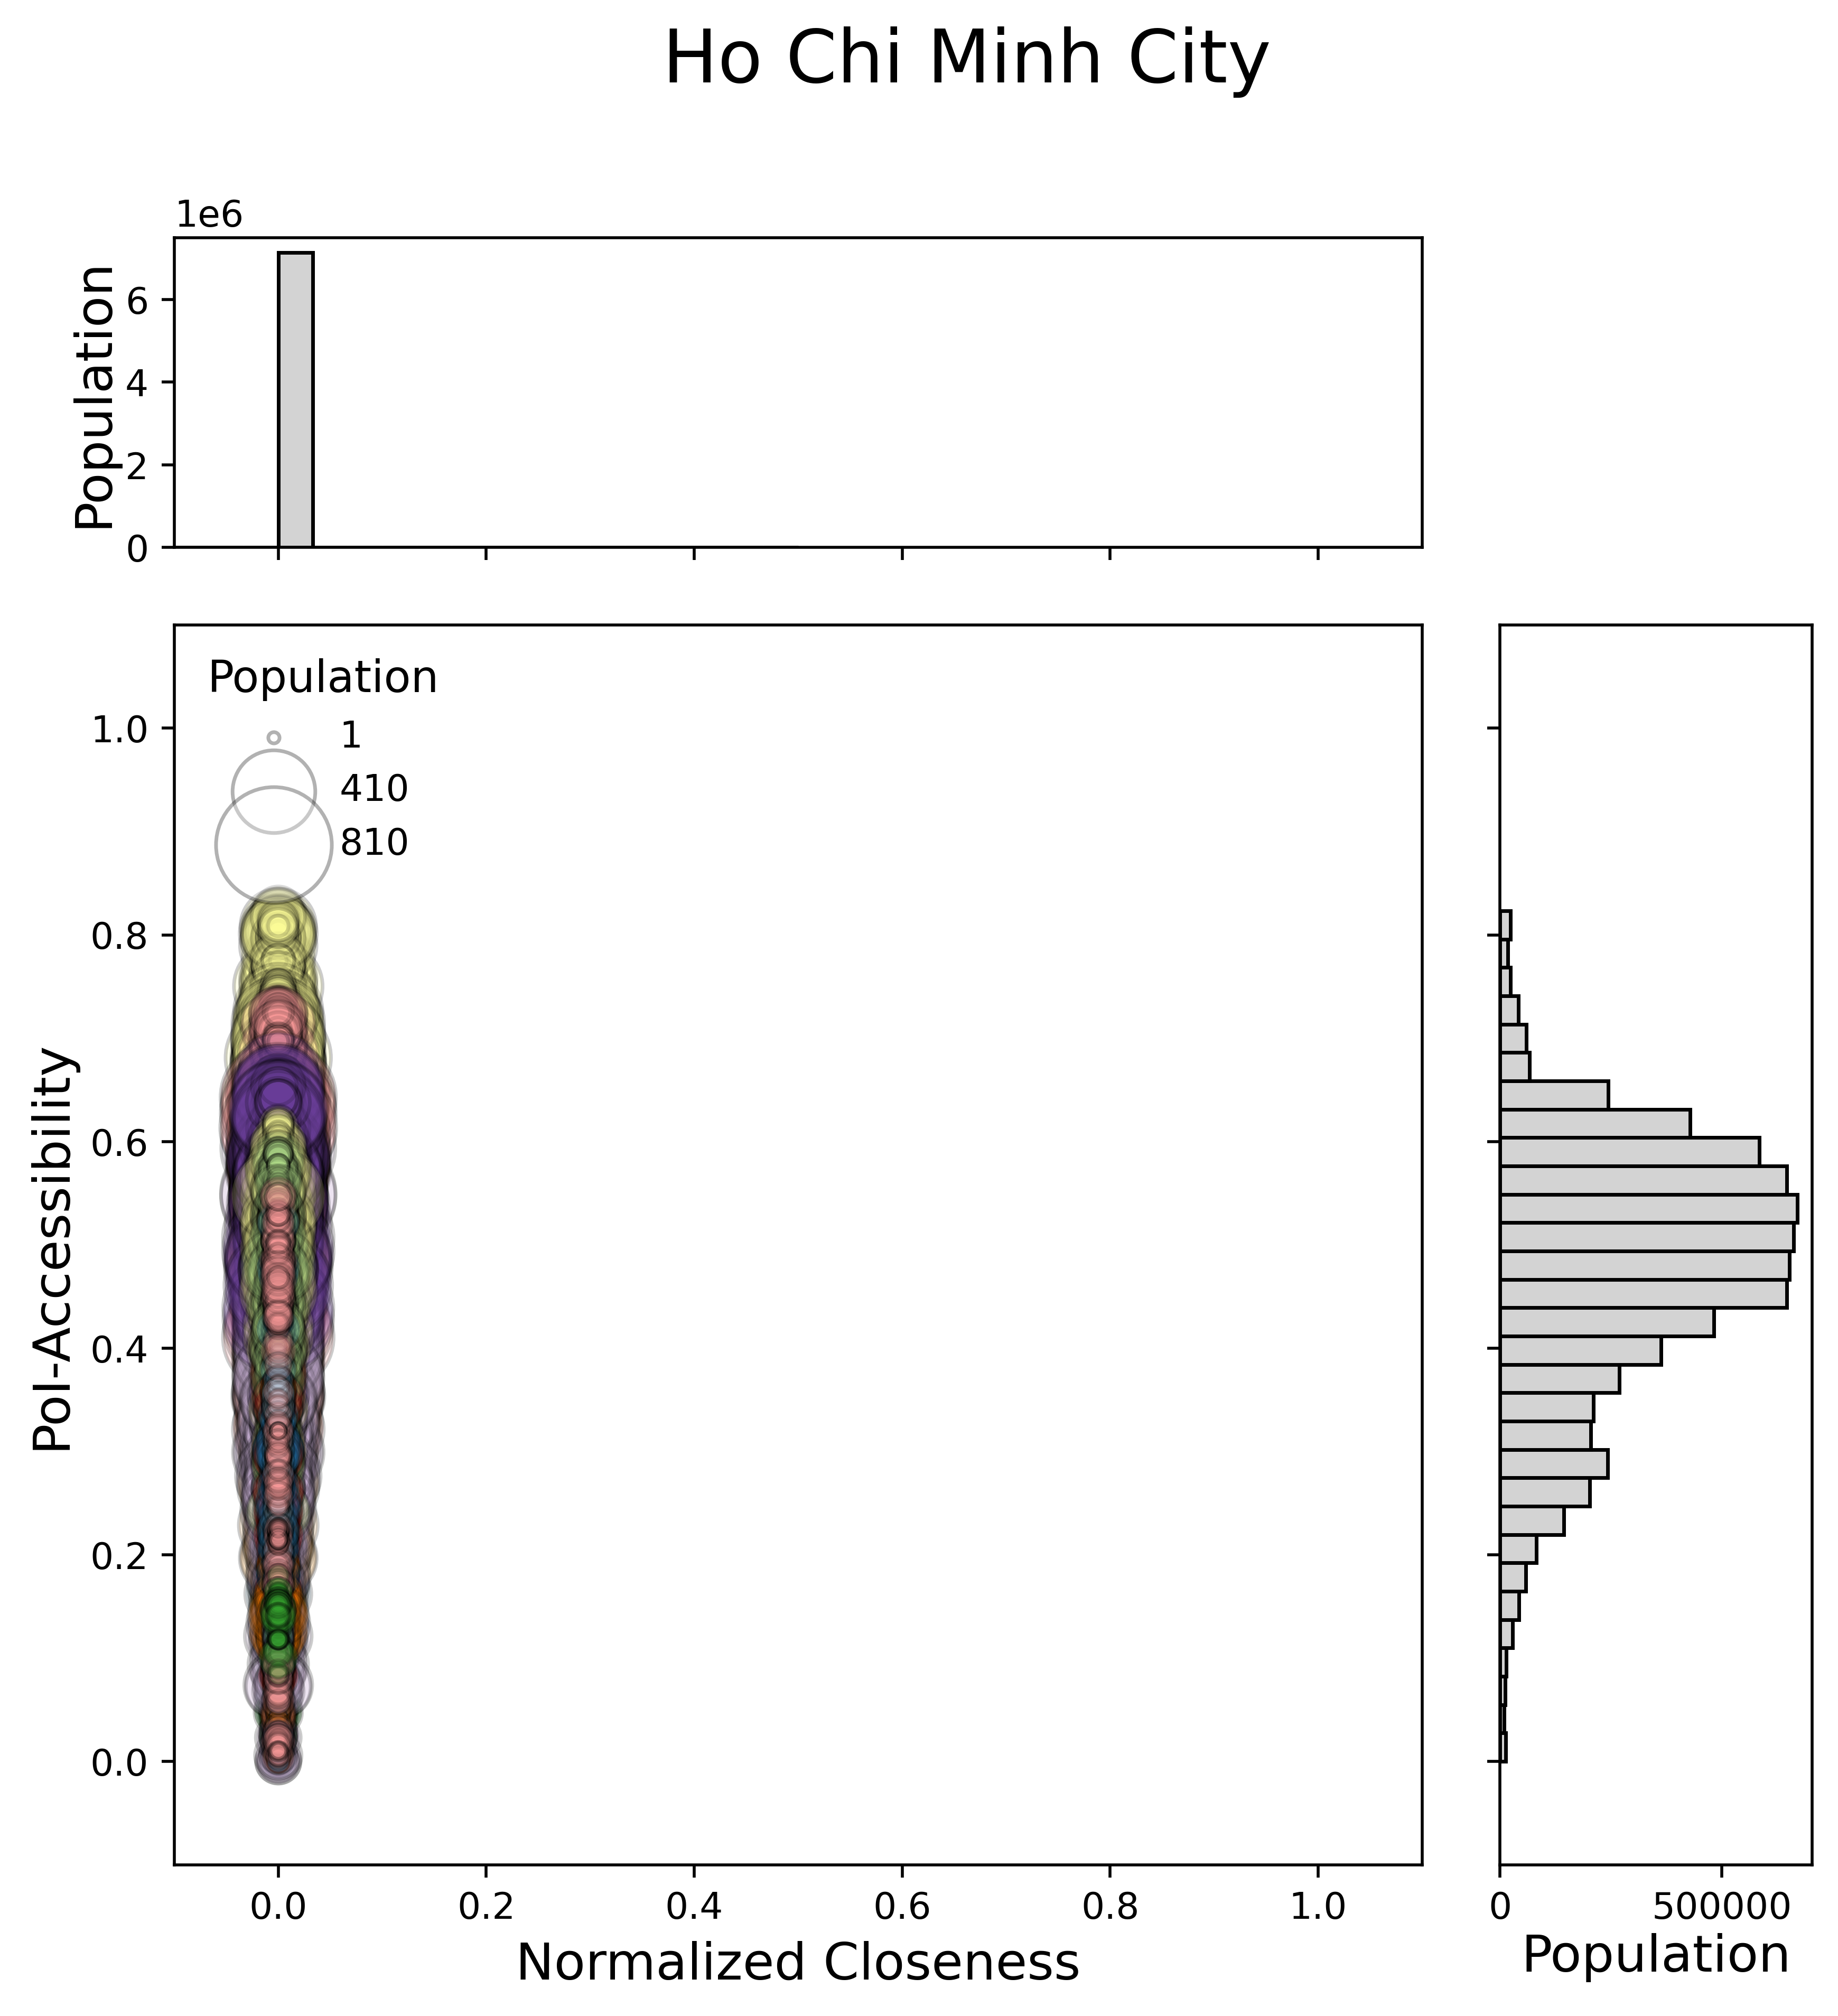 Ho Chi Minh City
1e6
Population
6
4
2
0
Population
1
410
810
Pol-Accessibility
1.0
0.8
0.6
0.4
0.2
0.0
0.0 0.2 0.4 0.6 0.8 1.0
Normalized Closeness
0 500000
Population